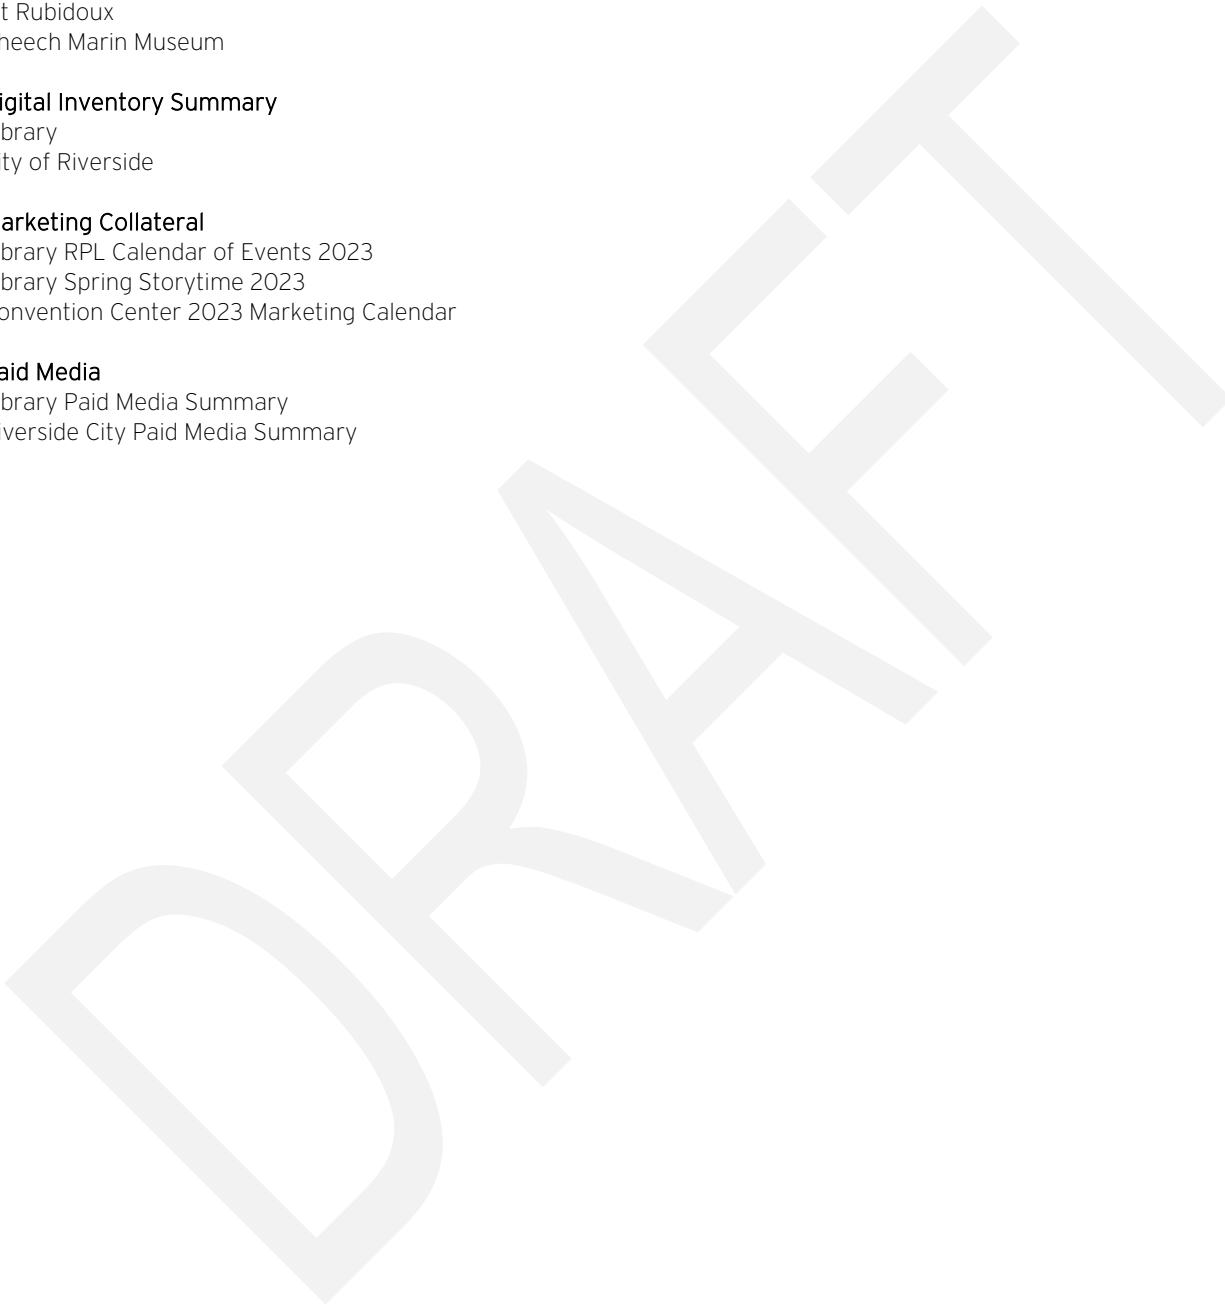 t Rubidoux
heech Marin Museum
igital Inventory Summary
brary
ity of Riverside
arketing Collateral
brary RPL Calendar of Events 2023
brary Spring Storytime 2023
onvention Center 2023 Marketing Calendar
aid Media
brary Paid Media Summary
iverside City Paid Media Summary
DRAFT